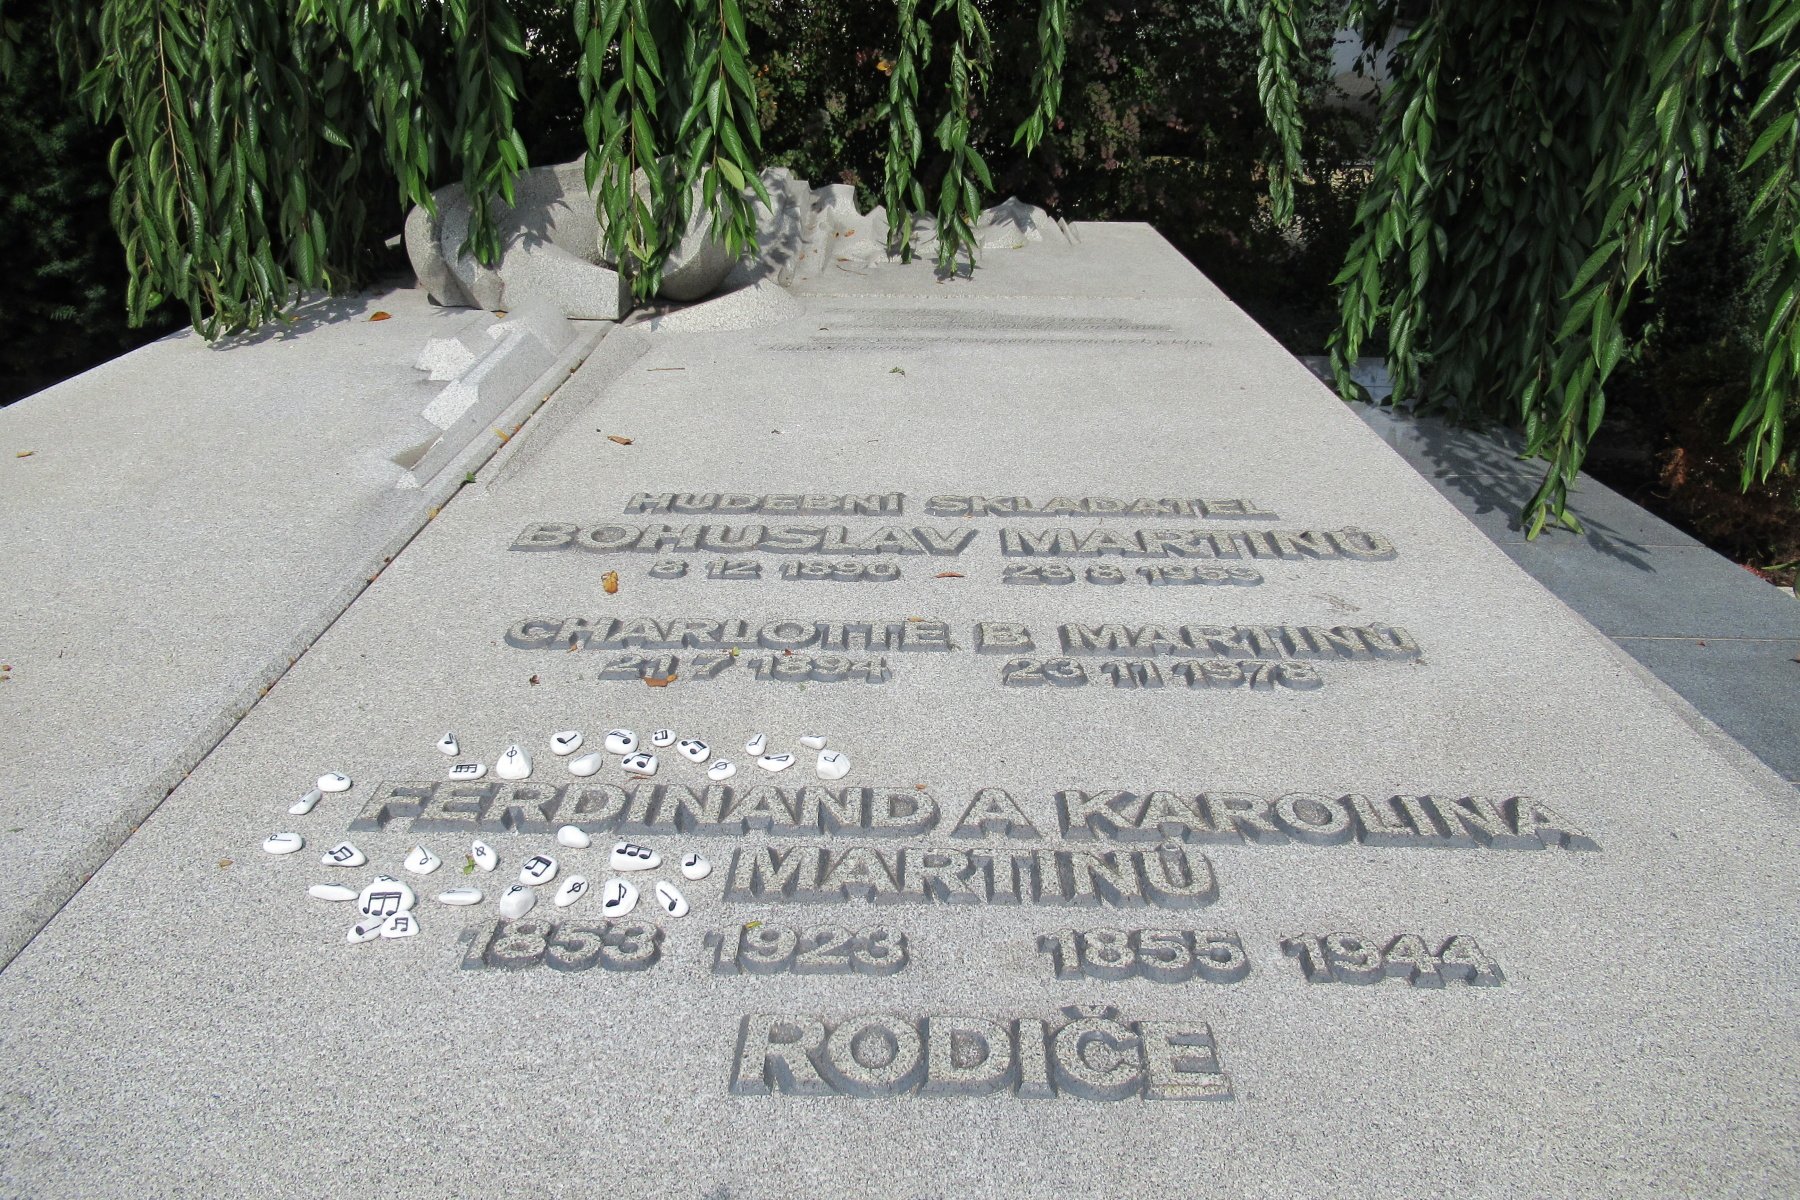 HUDEBNÍ SKLADATEL
BOHUSLAV MARTINŮ
8 12 1890 28 8 1959
CHARLOTTE B MARTINŮ
21 7 1894 23 11 1978
FERDINAND A KAROLINA
MARTINŮ
1853 1923 1855 1944
RODIČE